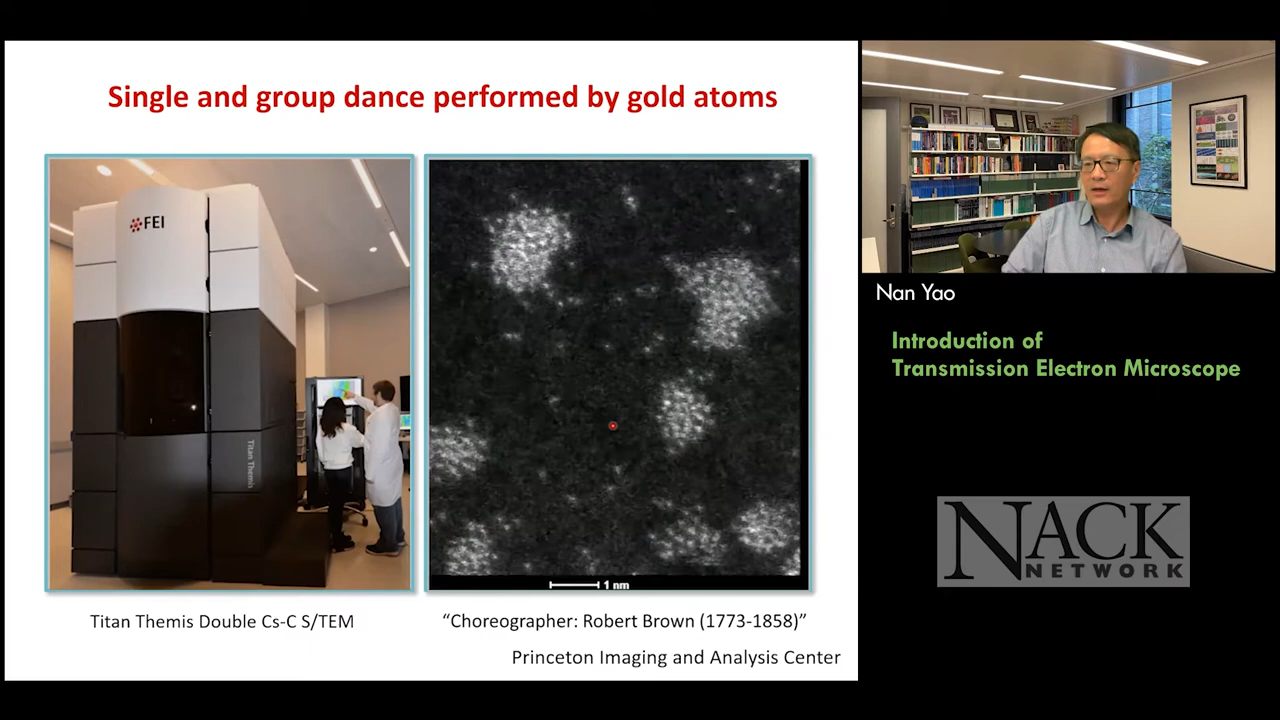 Single and group dance performed by gold atoms
FEI
Titan Themis
1 nm
Titan Themis Double Cs-C S/TEM
“Choreographer: Robert Brown (1773-1858)”
Princeton Imaging and Analysis Center
Nan Yao
Introduction of
Transmission Electron Microscope
NACK
NETWORK